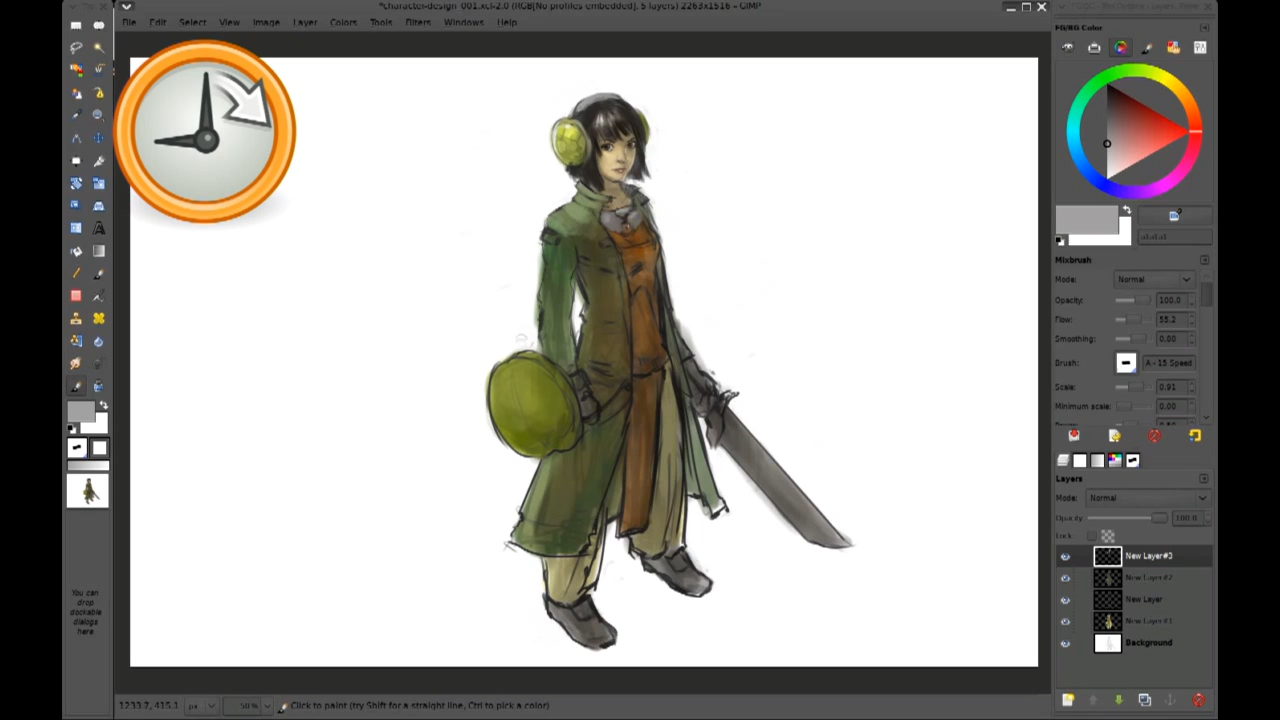 *character-design_001.xcf-2.0 (RGB[No profiles embedded], 5 layers) 2263x1516 – GIMP
File Edit Select View Image Layer Colors Tools Filters Windows Help
FG/BG Color
a1a1a1
Mixbrush
Mode: Normal
Opacity: 100.0
Flow: 55.2
Smoothing: 0.00
Brush: A - 15 Speed
Scale: 0.91
Minimum scale: 0.00
Layers
Mode: Normal
Opacity: 100.0
Lock:
New Layer#3
New Layer#2
New Layer
New Layer#1
Background
You can
drop
dockable
dialogs
here
1233.7, 415.1 px 50% Click to paint (try Shift for a straight line, Ctrl to pick a color)